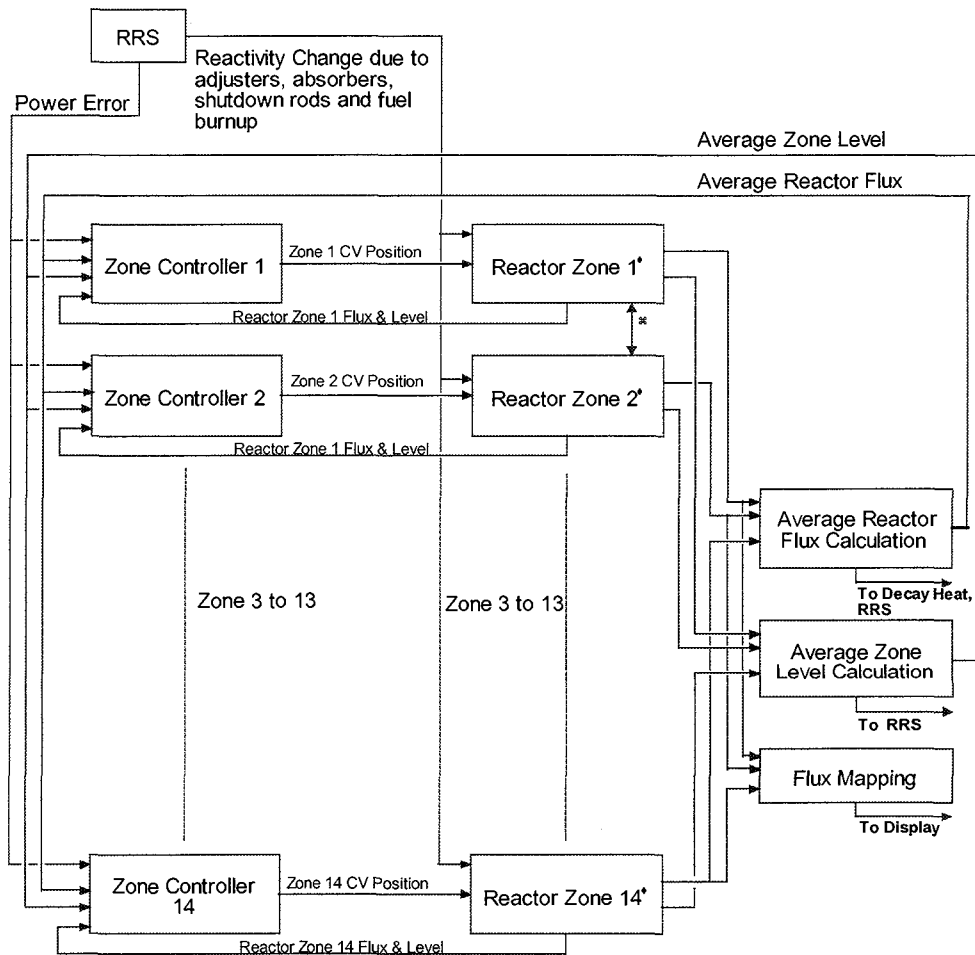 RRS
Reactivity Change due to
adjusters, absorbers,
shutdown rods and fuel
burnup
Power Error
Average Zone Level
Average Reactor Flux
Zone Controller 1
Zone 1 CV Position
Reactor Zone 1♦
Reactor Zone 1 Flux & Level
⌘
Zone Controller 2
Zone 2 CV Position
Reactor Zone 2♦
Reactor Zone 1 Flux & Level
Average Reactor
Flux Calculation
To Decay Heat,
RRS
Zone 3 to 13
Zone 3 to 13
Average Zone
Level Calculation
To RRS
Flux Mapping
To Display
Zone Controller
14
Zone 14 CV Position
Reactor Zone 14♦
Reactor Zone 14 Flux & Level